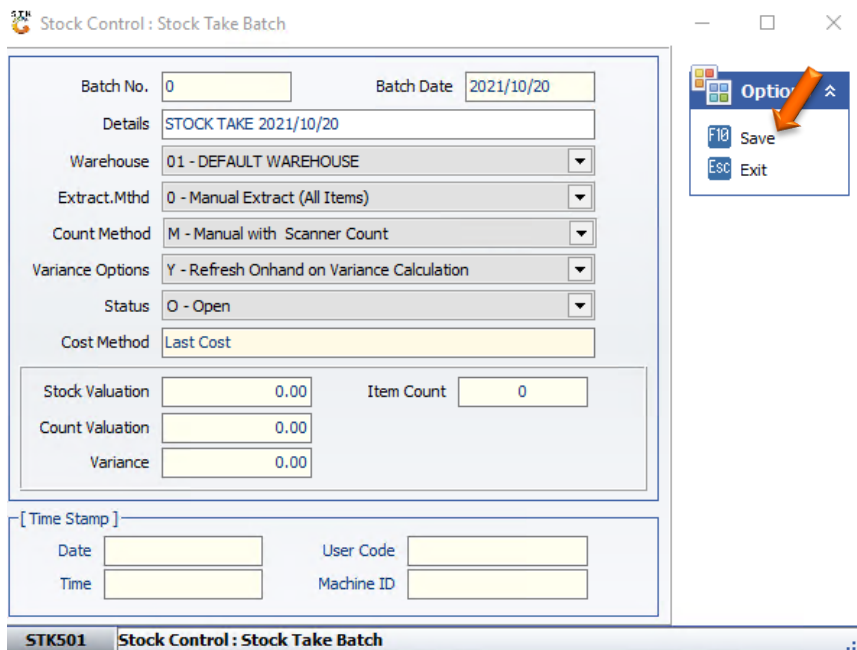 Stock Control : Stock Take Batch
Batch No. 0 Batch Date 2021/10/20
Details STOCK TAKE 2021/10/20
Warehouse 01 - DEFAULT WAREHOUSE
Extract.Mthd 0 - Manual Extract (All Items)
Count Method M - Manual with Scanner Count
Variance Options Y - Refresh Onhand on Variance Calculation
Status O - Open
Cost Method Last Cost
Stock Valuation 0.00 Item Count 0
Count Valuation 0.00
Variance 0.00
[ Time Stamp ]
Date User Code
Time Machine ID
Optio
F10 Save
Esc Exit
STK501 Stock Control : Stock Take Batch